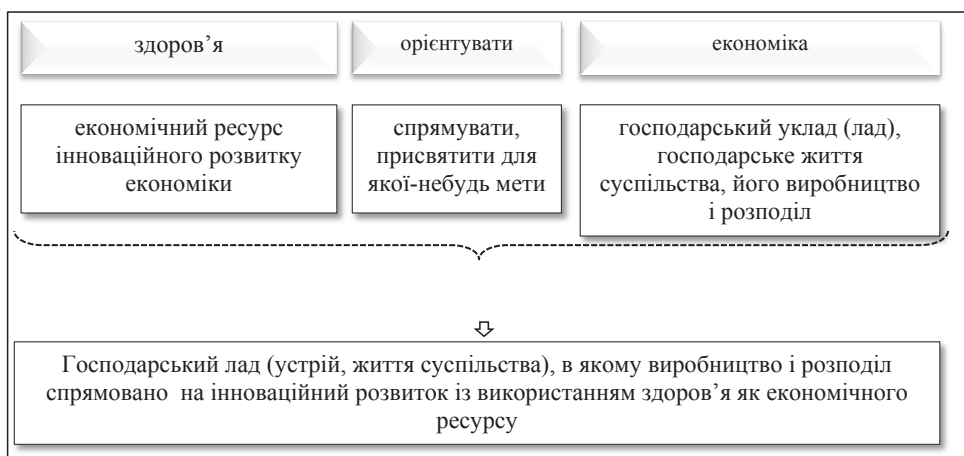 здоров’я
орієнтувати
економіка
економічний ресурс
інноваційного розвитку
економіки
спрямувати,
присвятити для
якої-небудь мети
господарський уклад (лад),
господарське життя
суспільства, його виробництво
і розподіл
Господарський лад (устрій, життя суспільства), в якому виробництво і розподіл
спрямовано на інноваційний розвиток із використанням здоров’я як економічного
ресурсу